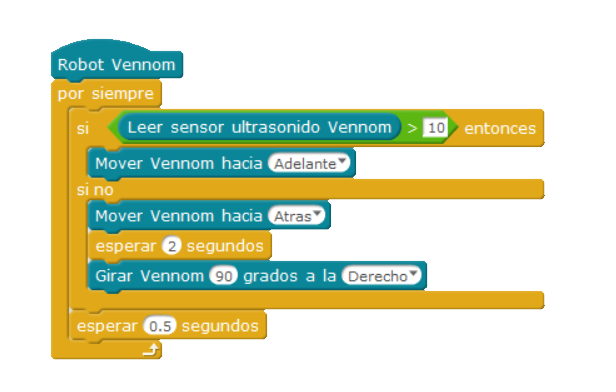 Robot Vennom
por siempre
si Leer sensor ultrasonido Vennom > 10 entonces
Mover Vennom hacia Adelante
si no
Mover Vennom hacia Atras
esperar 2 segundos
Girar Vennom 90 grados a la Derecho
esperar 0.5 segundos